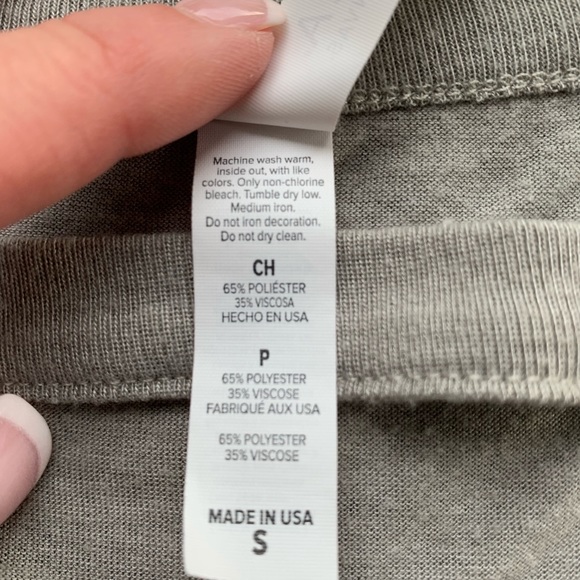 Machine wash warm,
inside out, with like
colors. Only non-chlorine
bleach. Tumble dry low.
Medium iron.
Do not iron decoration.
Do not dry clean.
CH
65% POLIÉSTER
35% VISCOSA
HECHO EN USA
P
65% POLYESTER
35% VISCOSE
FABRIQUÉ AUX USA
65% POLYESTER
35% VISCOSE
MADE IN USA
S